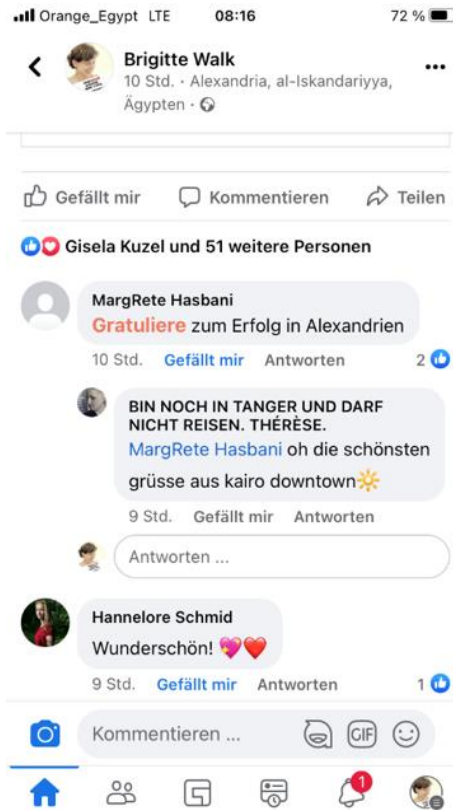 Orange_Egypt LTE 08:16 72 %
Brigitte Walk
10 Std. · Alexandria, al-Iskandariyya,
Ägypten ·
Gefällt mir Kommentieren Teilen
Gisela Kuzel und 51 weitere Personen
MargRete Hasbani
Gratuliere zum Erfolg in Alexandrien
10 Std. Gefällt mir Antworten 2
BIN NOCH IN TANGER UND DARF
NICHT REISEN. THÉRÈSE.
MargRete Hasbani oh die schönsten
grüsse aus kairo downtown☀️
9 Std. Gefällt mir Antworten
Antworten ...
Hannelore Schmid
Wunderschön! 💖❤️
9 Std. Gefällt mir Antworten 1
Kommentieren ... GIF
1